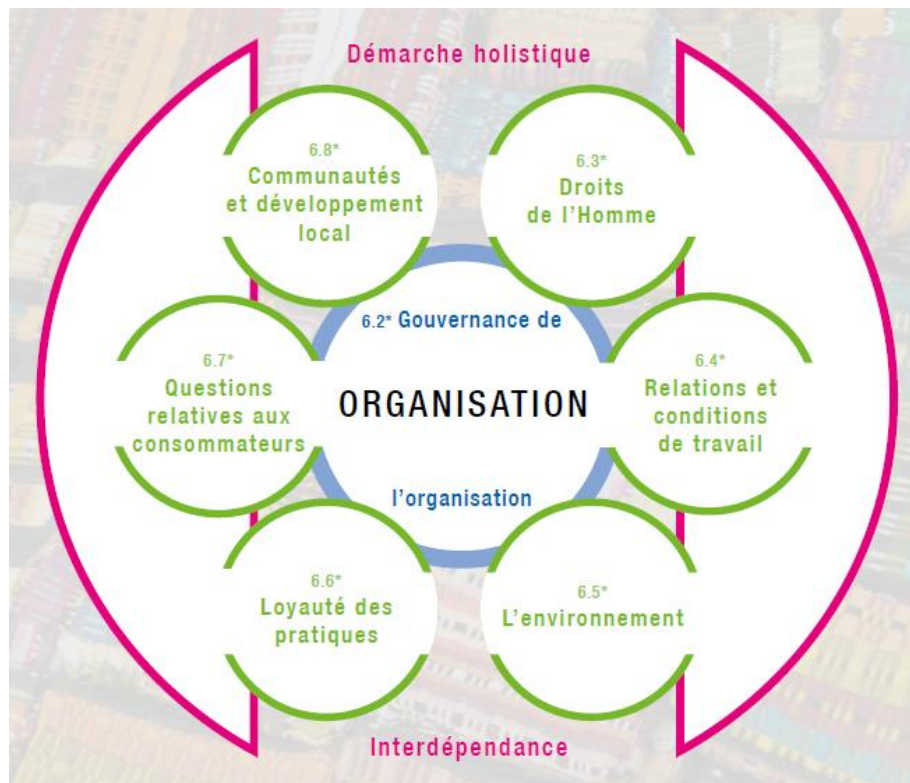 Démarche holistique
6.8*
Communautés
et développement
local
6.3*
Droits
de l'Homme
6.2* Gouvernance de
ORGANISATION
l'organisation
6.7*
Questions
relatives aux
consommateurs
6.4*
Relations et
conditions
de travail
6.6*
Loyauté des
pratiques
6.5*
L'environnement
Interdépendance